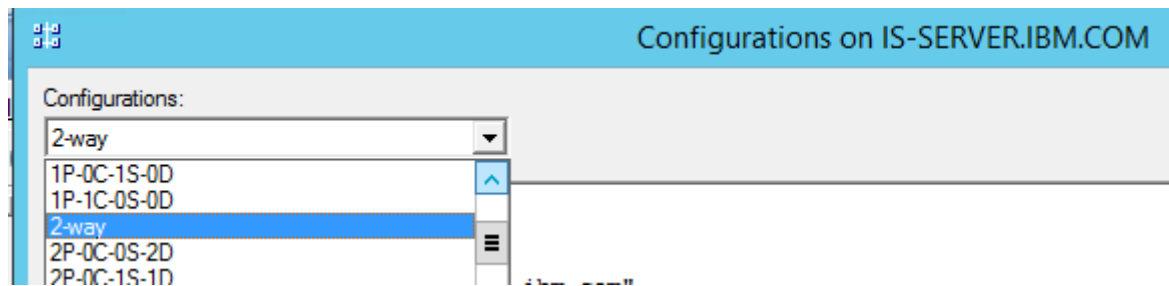 Configurations on IS-SERVER.IBM.COM
Configurations:
2-way
1P-0C-1S-0D
1P-1C-0S-0D
2-way
2P-0C-0S-2D
2P-0C-1S-1D